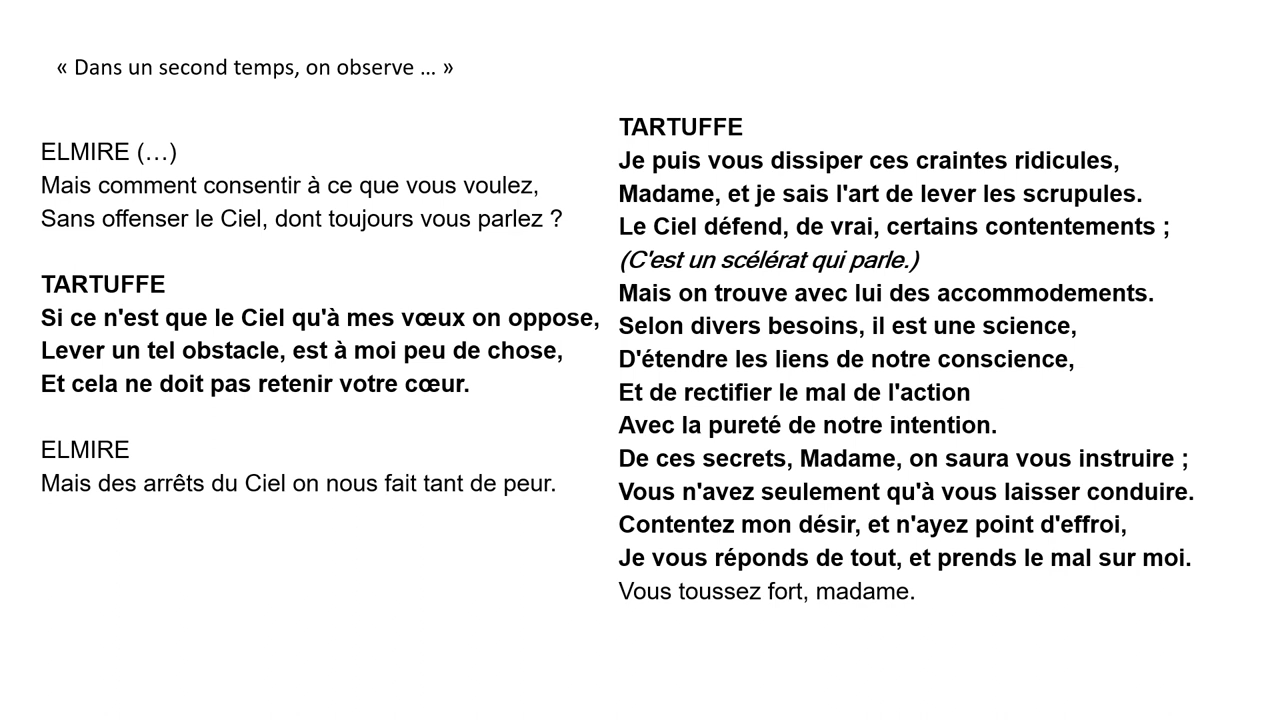 « Dans un second temps, on observe … »
ELMIRE (…)
Mais comment consentir à ce que vous voulez,
Sans offenser le Ciel, dont toujours vous parlez ?
TARTUFFE
Si ce n'est que le Ciel qu'à mes vœux on oppose,
Lever un tel obstacle, est à moi peu de chose,
Et cela ne doit pas retenir votre cœur.
ELMIRE
Mais des arrêts du Ciel on nous fait tant de peur.
TARTUFFE
Je puis vous dissiper ces craintes ridicules,
Madame, et je sais l'art de lever les scrupules.
Le Ciel défend, de vrai, certains contentements ;
(C'est un scélérat qui parle.)
Mais on trouve avec lui des accommodements.
Selon divers besoins, il est une science,
D'étendre les liens de notre conscience,
Et de rectifier le mal de l'action
Avec la pureté de notre intention.
De ces secrets, Madame, on saura vous instruire ;
Vous n'avez seulement qu'à vous laisser conduire.
Contentez mon désir, et n'ayez point d'effroi,
Je vous réponds de tout, et prends le mal sur moi.
Vous toussez fort, madame.